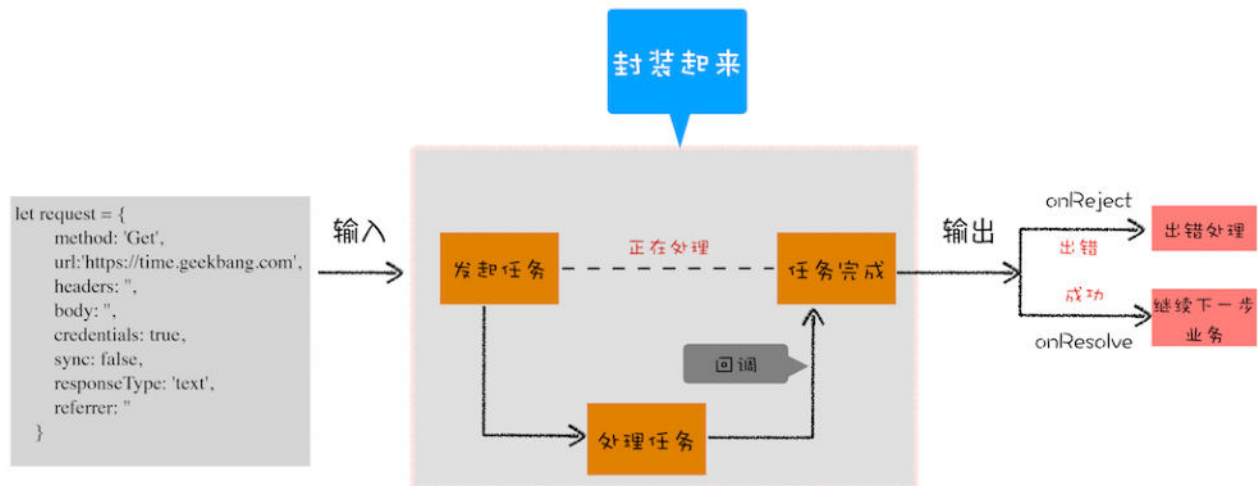 封装起来
let request = {
method: 'Get',
url:'https://time.geekbang.com',
headers: '',
body: '',
credentials: true,
sync: false,
responseType: 'text',
referrer: ''
}
输入
发起任务
正在处理
任务完成
回调
处理任务
输出
onReject
出错
出错处理
成功
onResolve
继续下一步
业务